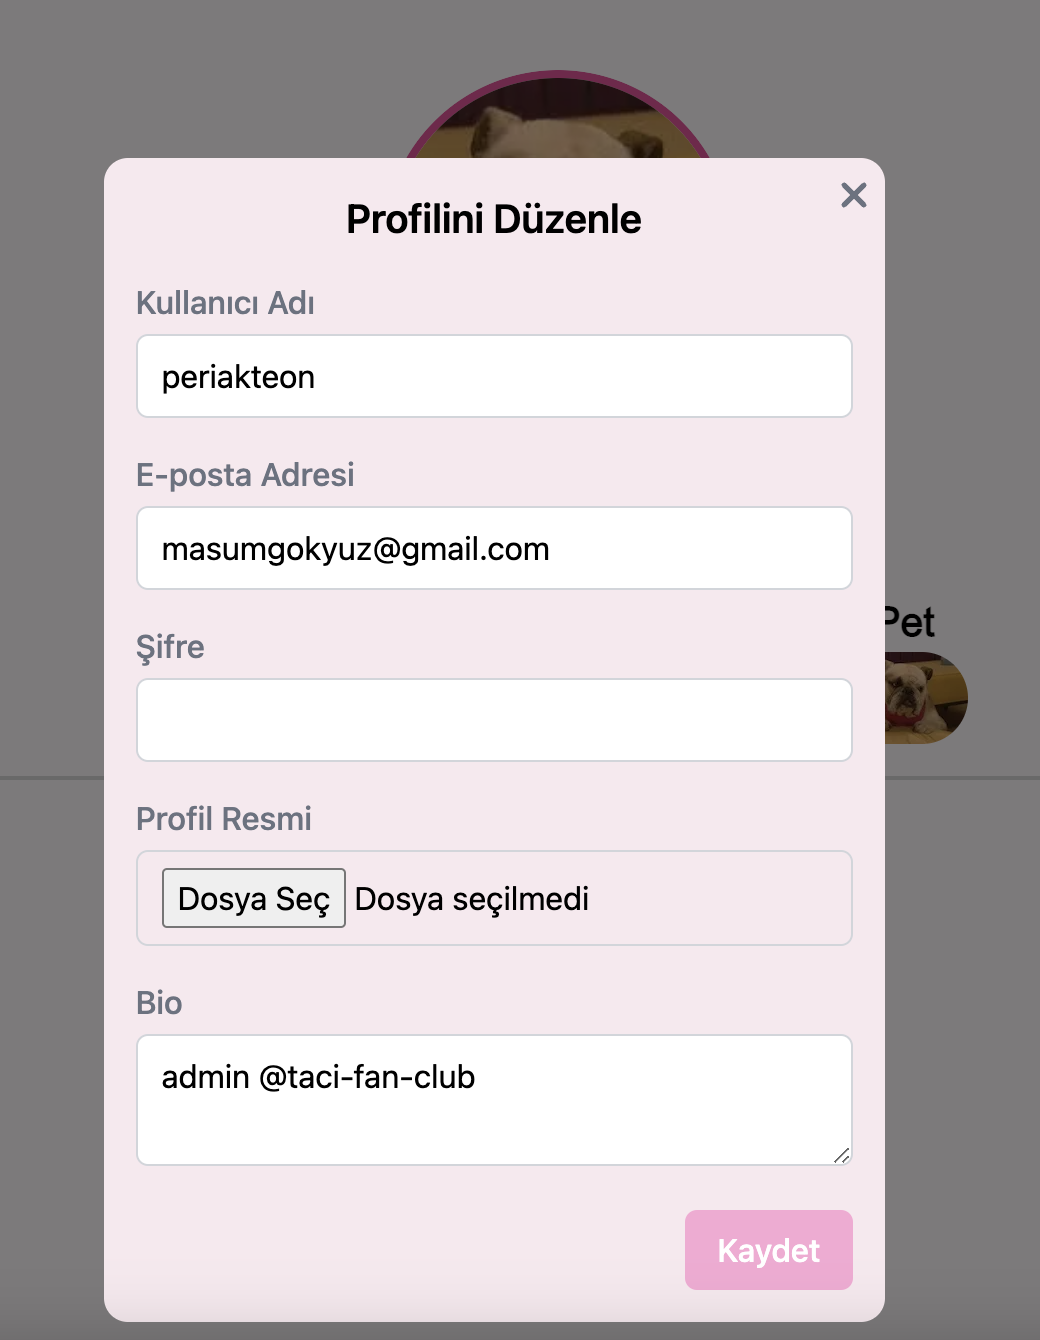 Profilini Düzenle
Kullanıcı Adı
periakteon
E-posta Adresi
masumgokyuz@gmail.com
Şifre
Pet
Profil Resmi
Dosya Seç Dosya seçilmedi
Bio
admin @taci-fan-club
Kaydet